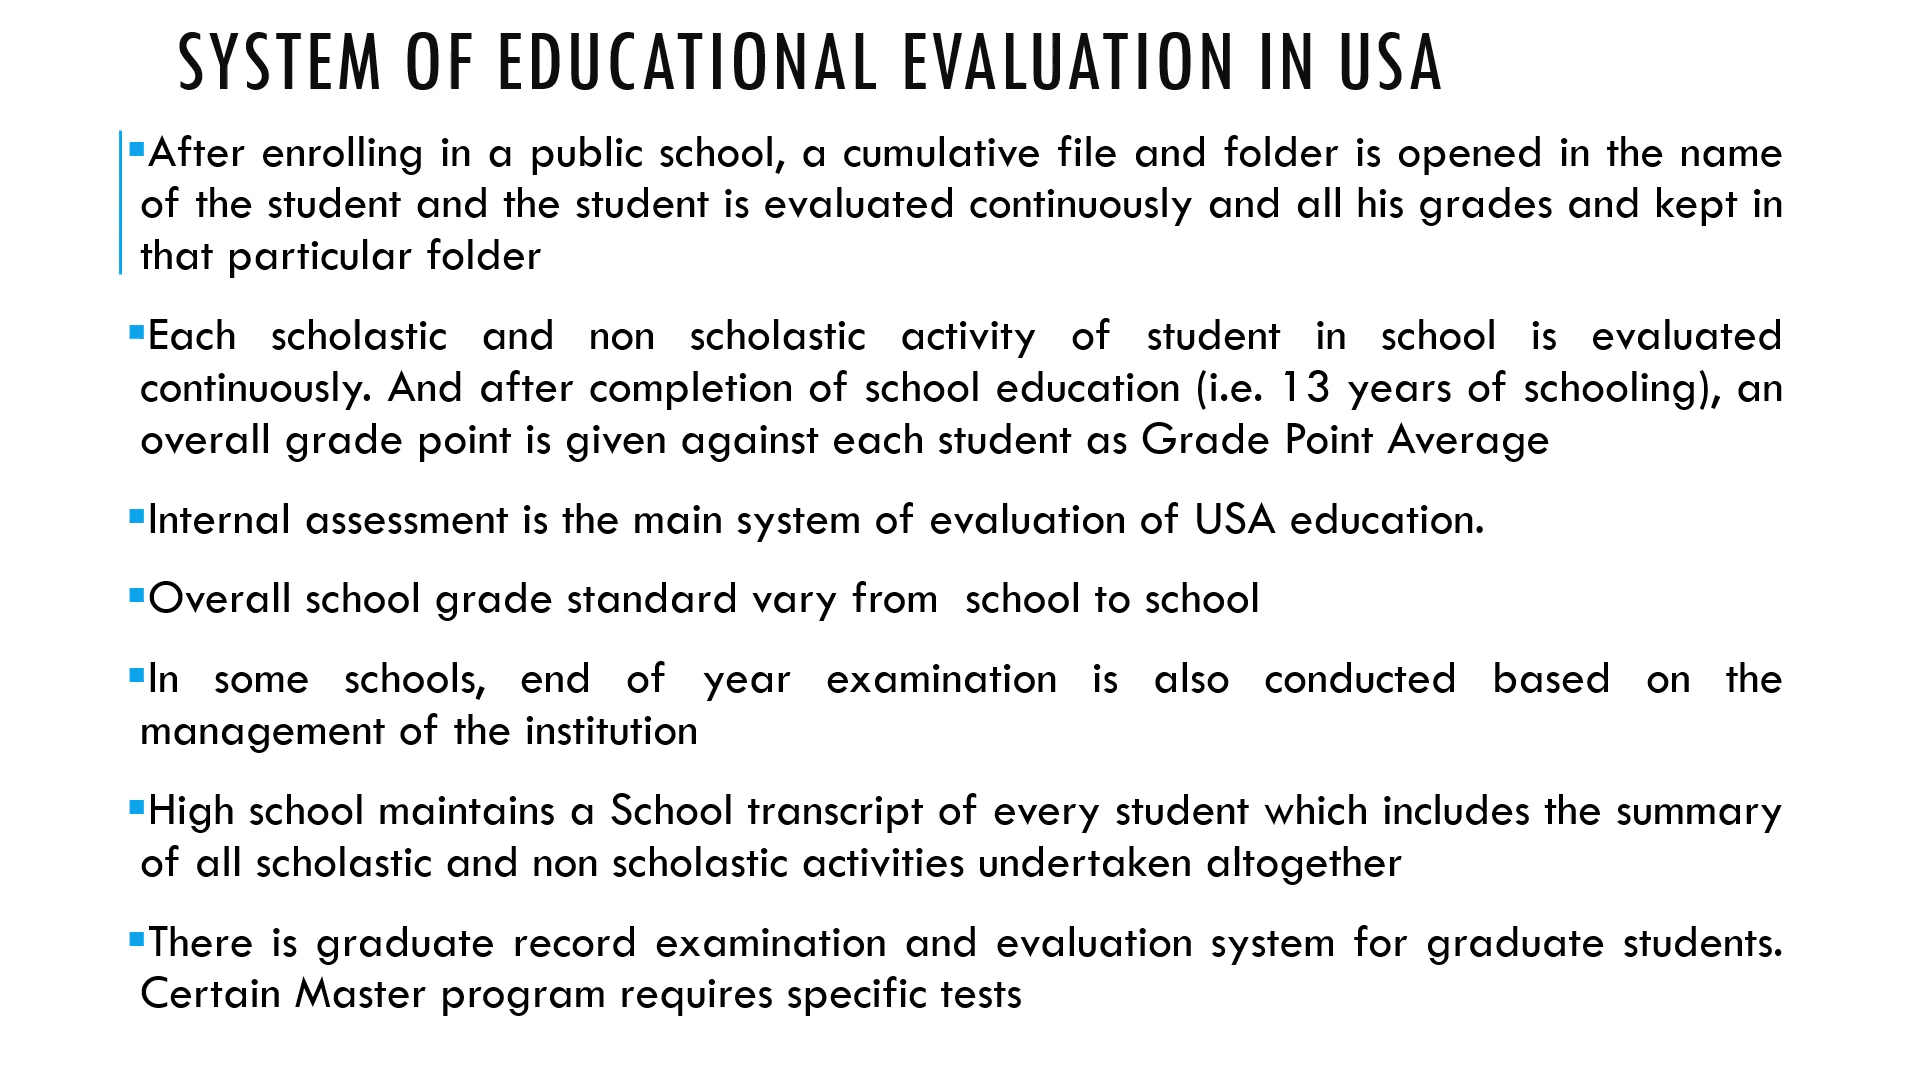 SYSTEM OF EDUCATIONAL EVALUATION IN USA
▪After enrolling in a public school, a cumulative file and folder is opened in the name
of the student and the student is evaluated continuously and all his grades and kept in
that particular folder
▪Each scholastic and non scholastic activity of student in school is evaluated
continuously. And after completion of school education (i.e. 13 years of schooling), an
overall grade point is given against each student as Grade Point Average
▪Internal assessment is the main system of evaluation of USA education.
▪Overall school grade standard vary from  school to school
▪In some schools, end of year examination is also conducted based on the
management of the institution
▪High school maintains a School transcript of every student which includes the summary
of all scholastic and non scholastic activities undertaken altogether
▪There is graduate record examination and evaluation system for graduate students.
Certain Master program requires specific tests